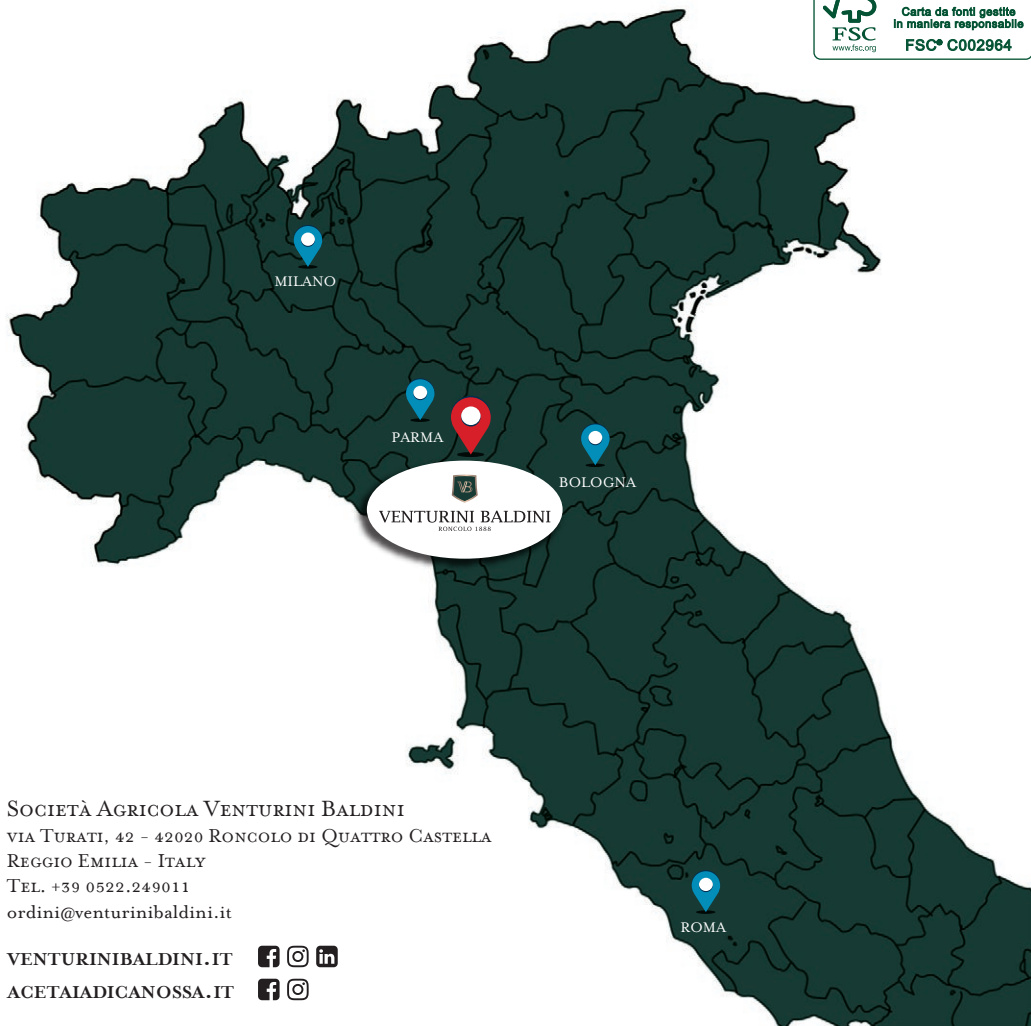 FSC
www.fsc.org
Carta da fonti gestite
in maniera responsabile
FSC® C002964
MILANO
PARMA
BOLOGNA
VB
VENTURINI BALDINI
RONCOLO 1888
ROMA
Società Agricola Venturini Baldini
via Turati, 42 - 42020 Roncolo di Quattro Castella
Reggio Emilia - Italy
Tel. +39 0522.249011
ordini@venturinibaldini.it
VENTURINIBALDINI.IT
ACETAIADICANOSSA.IT